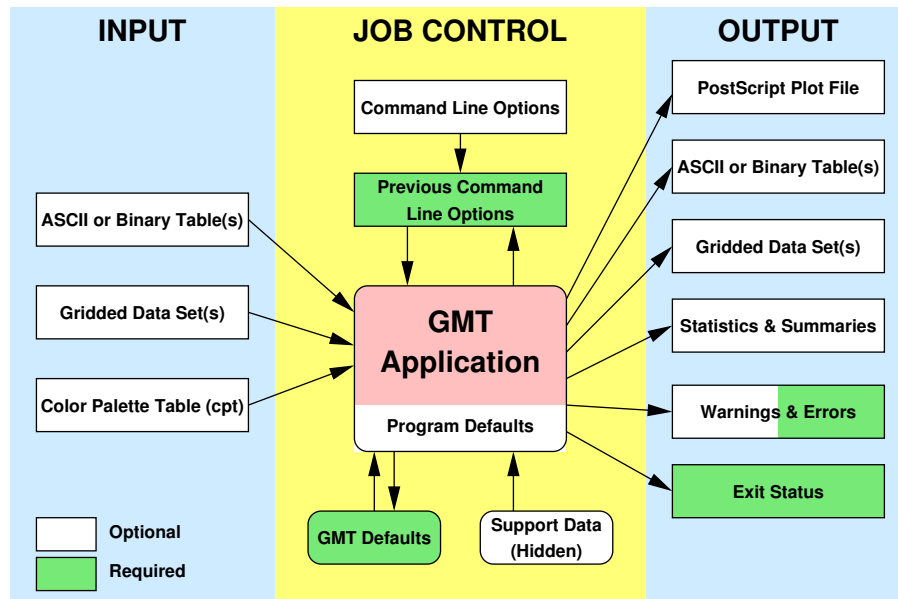 INPUT
JOB CONTROL
OUTPUT
Command Line Options
Previous Command
Line Options
ASCII or Binary Table(s)
Gridded Data Set(s)
Color Palette Table (cpt)
GMT
Application
Program Defaults
GMT Defaults
Support Data
(Hidden)
PostScript Plot File
ASCII or Binary Table(s)
Gridded Data Set(s)
Statistics & Summaries
Warnings & Errors
Exit Status
Optional
Required